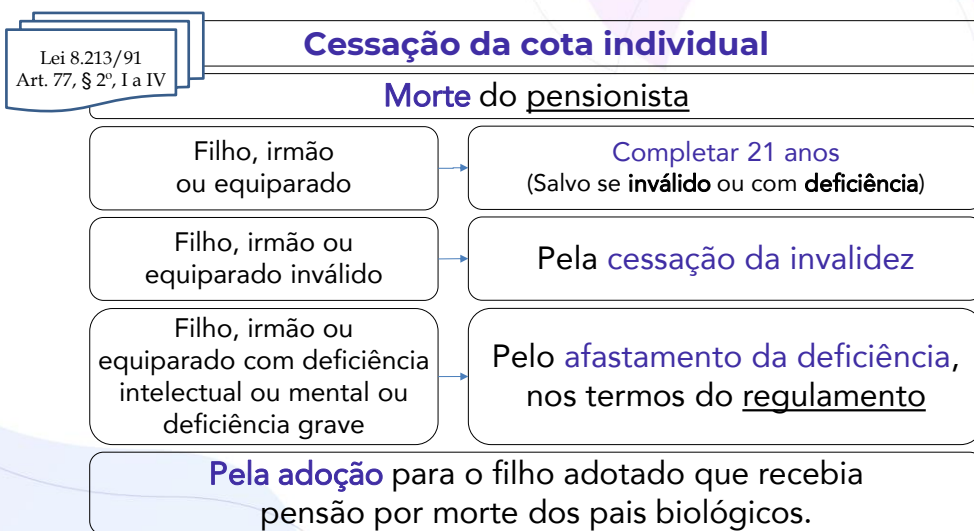 Lei 8.213/91
Art. 77, § 2º, I a IV
Cessação da cota individual
Morte do pensionista
Filho, irmão
ou equiparado
Completar 21 anos
(Salvo se inválido ou com deficiência)
Filho, irmão ou
equiparado inválido
Pela cessação da invalidez
Filho, irmão ou
equiparado com deficiência
intelectual ou mental ou
deficiência grave
Pelo afastamento da deficiência,
nos termos do regulamento
Pela adoção para o filho adotado que recebia
pensão por morte dos pais biológicos.